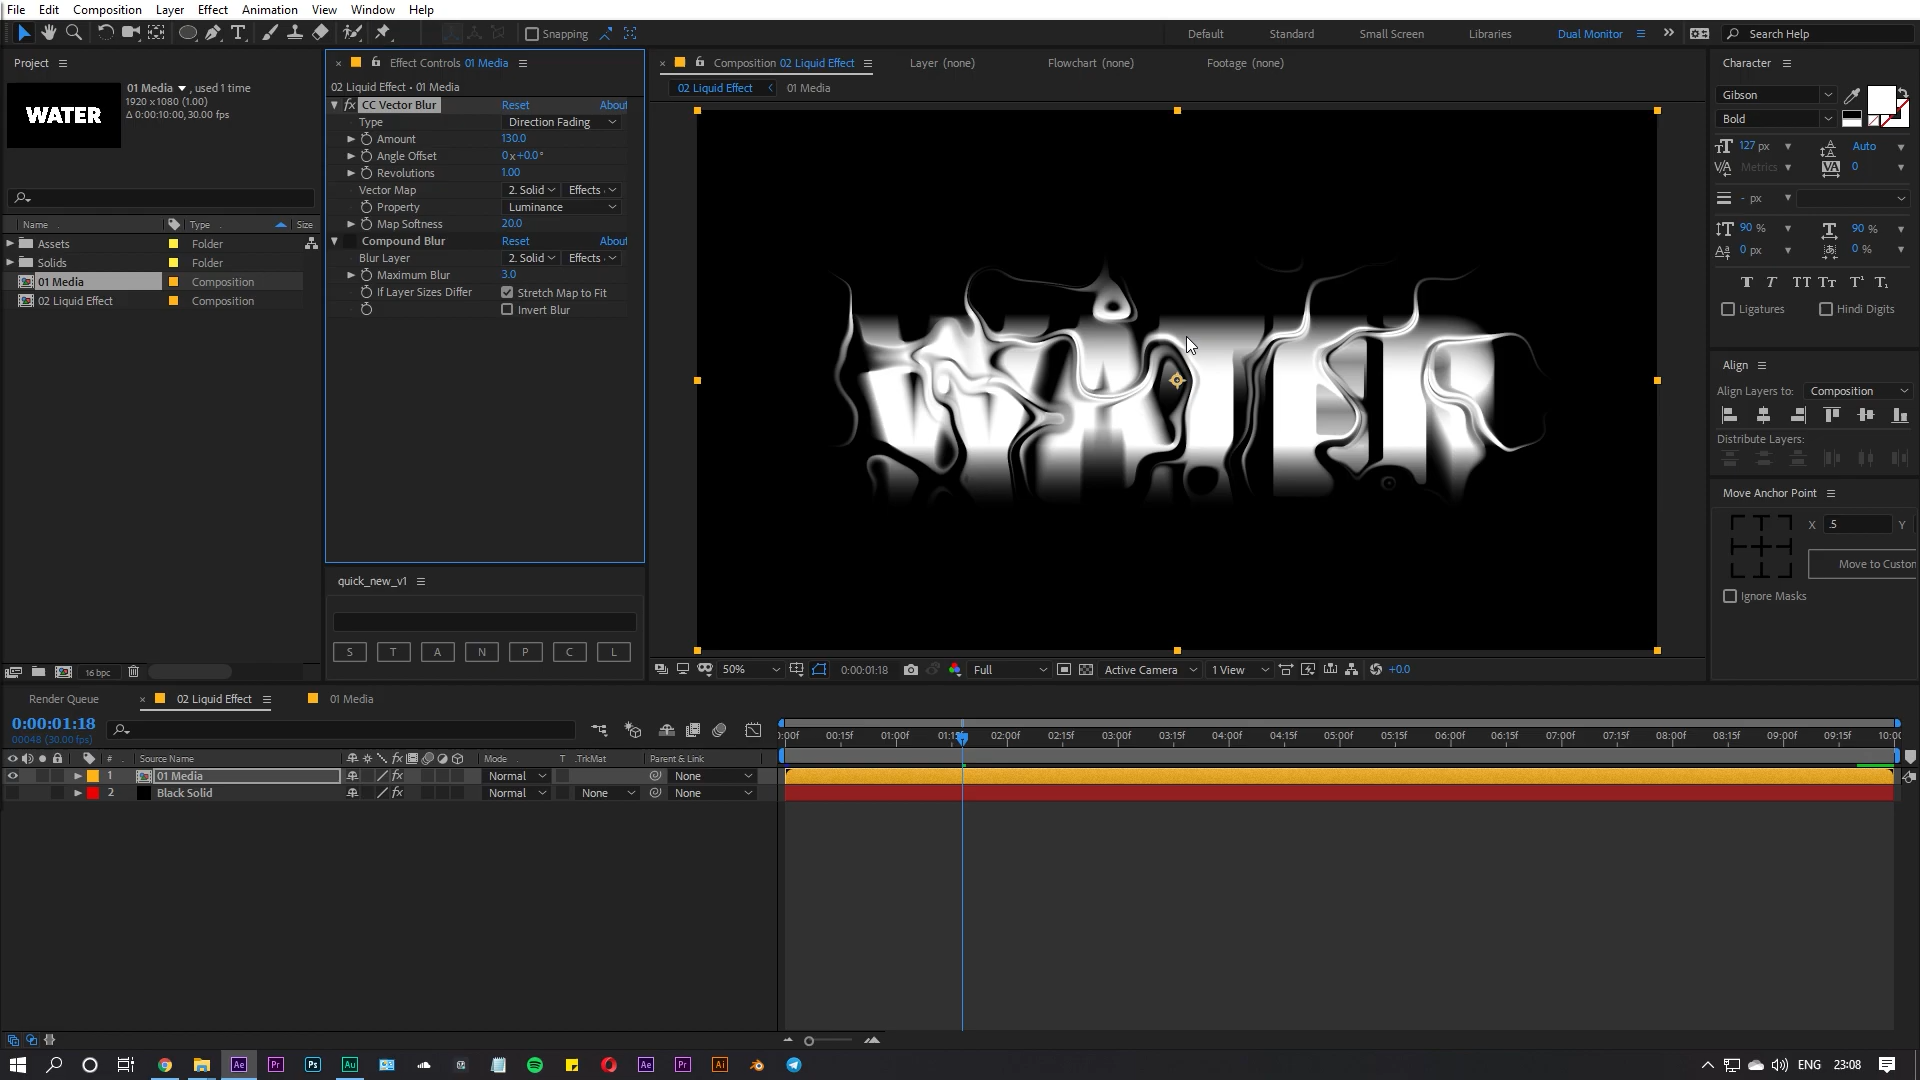 File Edit Composition Layer Effect Animation View Window Help
Snapping
Default Standard Small Screen Libraries Dual Monitor Search Help
Project
WATER
01 Media , used 1 time
1920 x 1080 (1.00)
Δ 0:00:10:00, 30.00 fps
Name Type Size
Assets Folder
Solids Folder
01 Media Composition
02 Liquid Effect Composition
16 bpc
Effect Controls 01 Media
02 Liquid Effect • 01 Media
fx CC Vector Blur Reset About
Type Direction Fading
Amount 130.0
Angle Offset 0x+0.0°
Revolutions 1.00
Vector Map 2. Solid Effects
Property Luminance
Map Softness 20.0
Compound Blur Reset About
Blur Layer 2. Solid Effects
Maximum Blur 3.0
If Layer Sizes Differ Stretch Map to Fit
Invert Blur
quick_new_v1
S T A N P C L
Composition 02 Liquid Effect Layer (none) Flowchart (none) Footage (none)
02 Liquid Effect 01 Media
WATER
50% 0:00:01:18 Full Active Camera 1 View +0.0
Character
Gibson
Bold
127 px Auto
Metrics 0
- px
90 % 90 %
0 px 0 %
Ligatures Hindi Digits
Align
Align Layers to: Composition
Distribute Layers:
Move Anchor Point
X .5 Y
Move to Custon
Ignore Masks
Render Queue 02 Liquid Effect 01 Media
0:00:01:18
00048 (30.00 fps)
# Source Name Mode T .TrkMat Parent & Link
1 01 Media Normal None
2 Black Solid Normal None None
:00f 00:15f 01:00f 01:15f 02:00f 02:15f 03:00f 03:15f 04:00f 04:15f 05:00f 05:15f 06:00f 06:15f 07:00f 07:15f 08:00f 08:15f 09:00f 09:15f 10:00
Ae Pr Ps Au Ae Pr Ai ENG 23:08